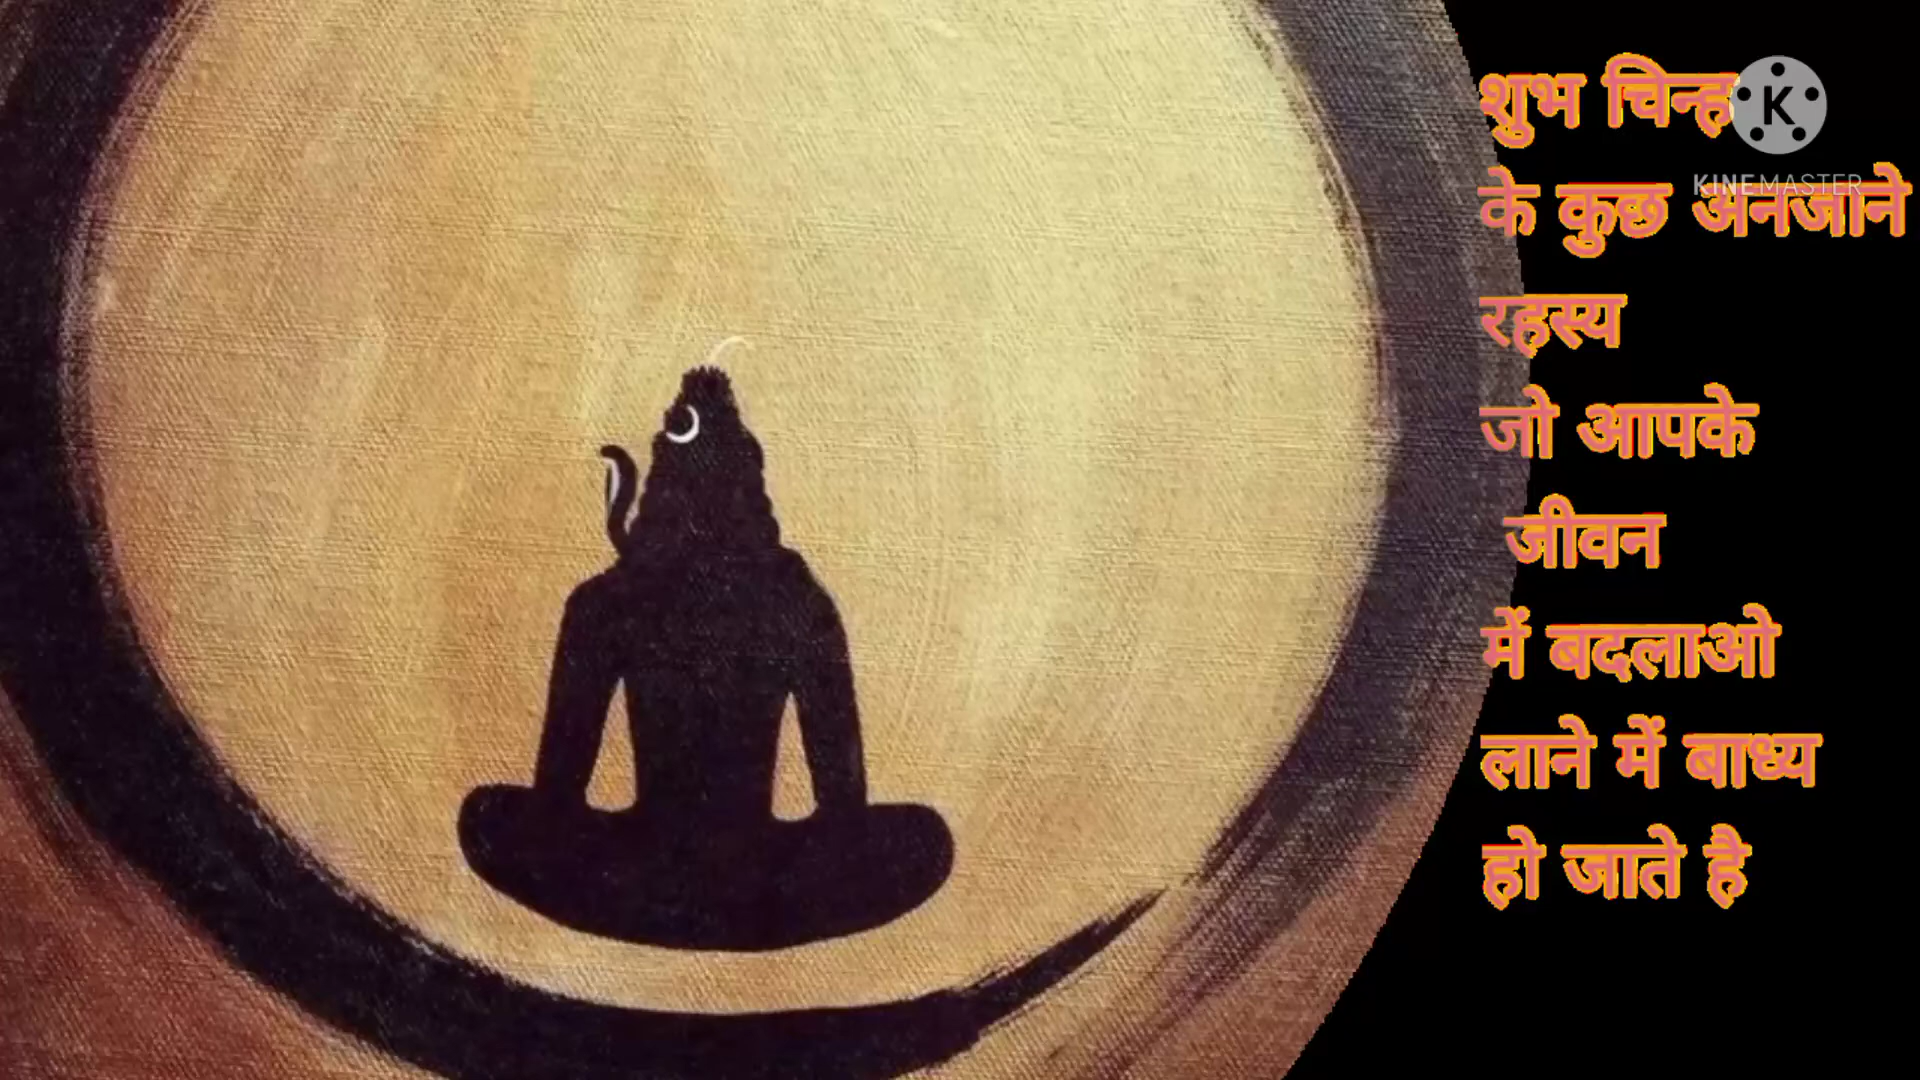 शुभ चिन्ह
K
KINEMASTER
के कुछ अनजाने
रहस्य
जो आपके
जीवन
में बदलाओ
लाने में बाध्य
हो जाते है